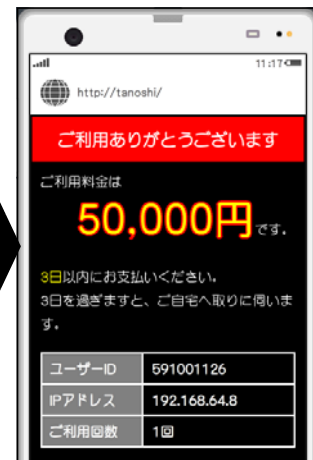 11:17
http://tanoshi/
ご利用ありがとうございます
ご利用料金は
50,000円です。
3日以内にお支払いください。
3日を過ぎますと、ご自宅へ取りに伺いま
す。
ユーザーID 591001126
IPアドレス 192.168.64.8
ご利用回数 1回